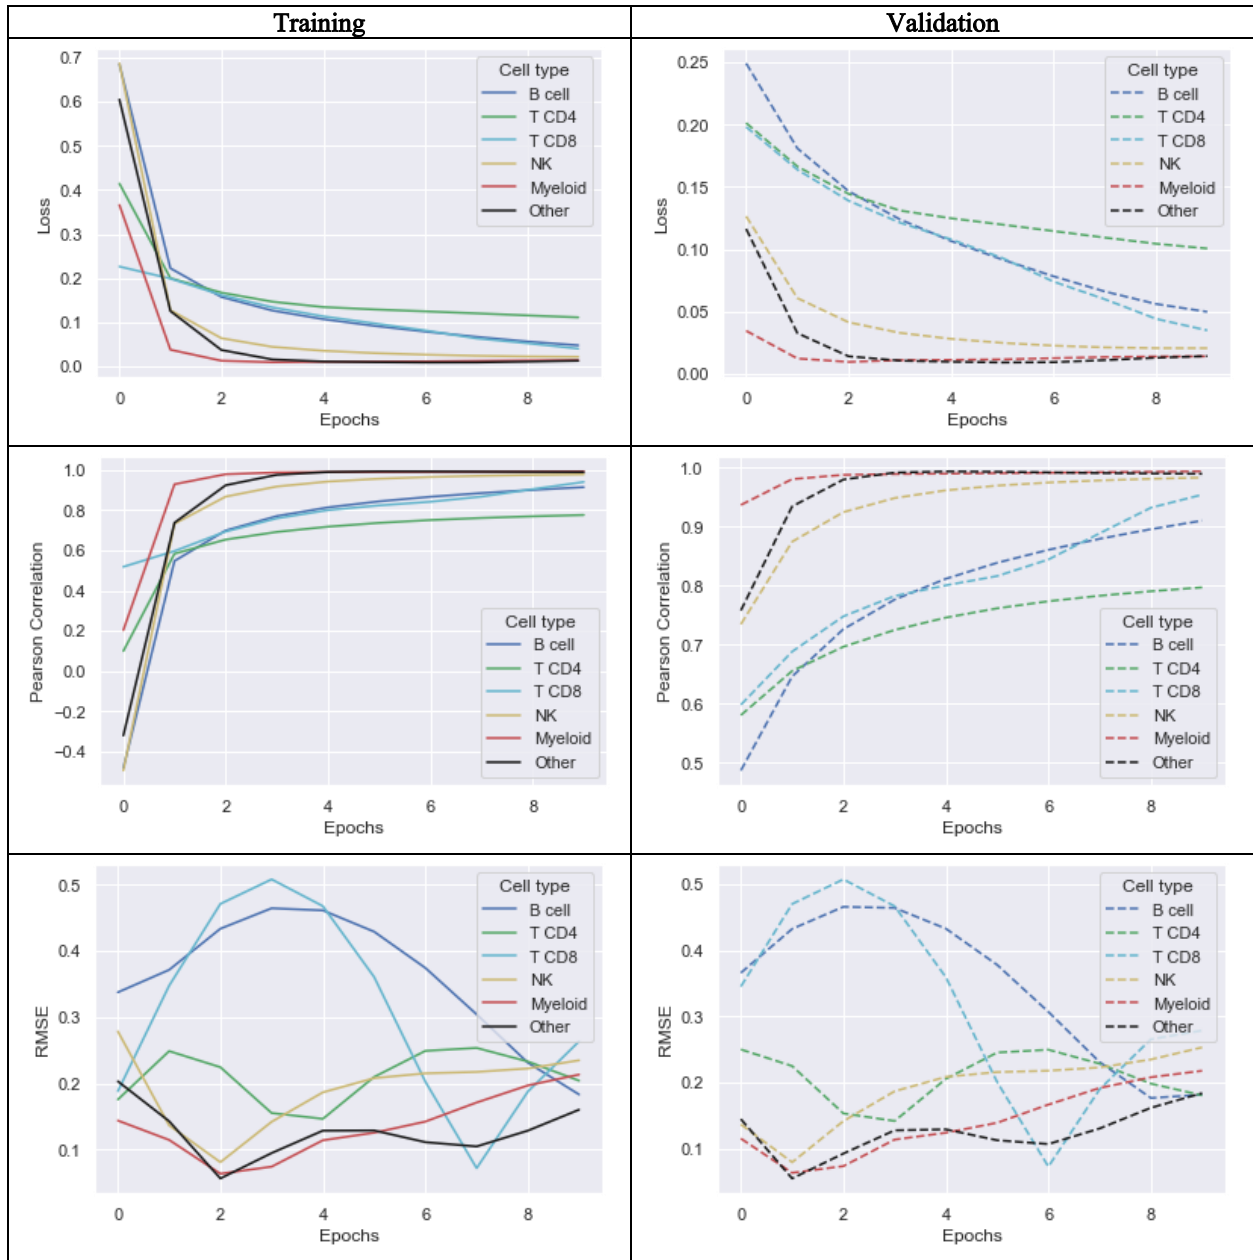 Training
Validation
0.7
0.6
0.5
0.4
0.3
0.2
0.1
0.0
Loss
0 2 4 6 8
Epochs
Cell type
B cell
T CD4
T CD8
NK
Myeloid
Other
0.25
0.20
0.15
0.10
0.05
0.00
Loss
0 2 4 6 8
Epochs
Cell type
B cell
T CD4
T CD8
NK
Myeloid
Other
1.0
0.8
0.6
0.4
0.2
0.0
−0.2
−0.4
Pearson Correlation
0 2 4 6 8
Epochs
Cell type
B cell
T CD4
T CD8
NK
Myeloid
Other
1.0
0.9
0.8
0.7
0.6
0.5
Pearson Correlation
0 2 4 6 8
Epochs
Cell type
B cell
T CD4
T CD8
NK
Myeloid
Other
0.5
0.4
0.3
0.2
0.1
RMSE
0 2 4 6 8
Epochs
Cell type
B cell
T CD4
T CD8
NK
Myeloid
Other
0.5
0.4
0.3
0.2
0.1
RMSE
0 2 4 6 8
Epochs
Cell type
B cell
T CD4
T CD8
NK
Myeloid
Other